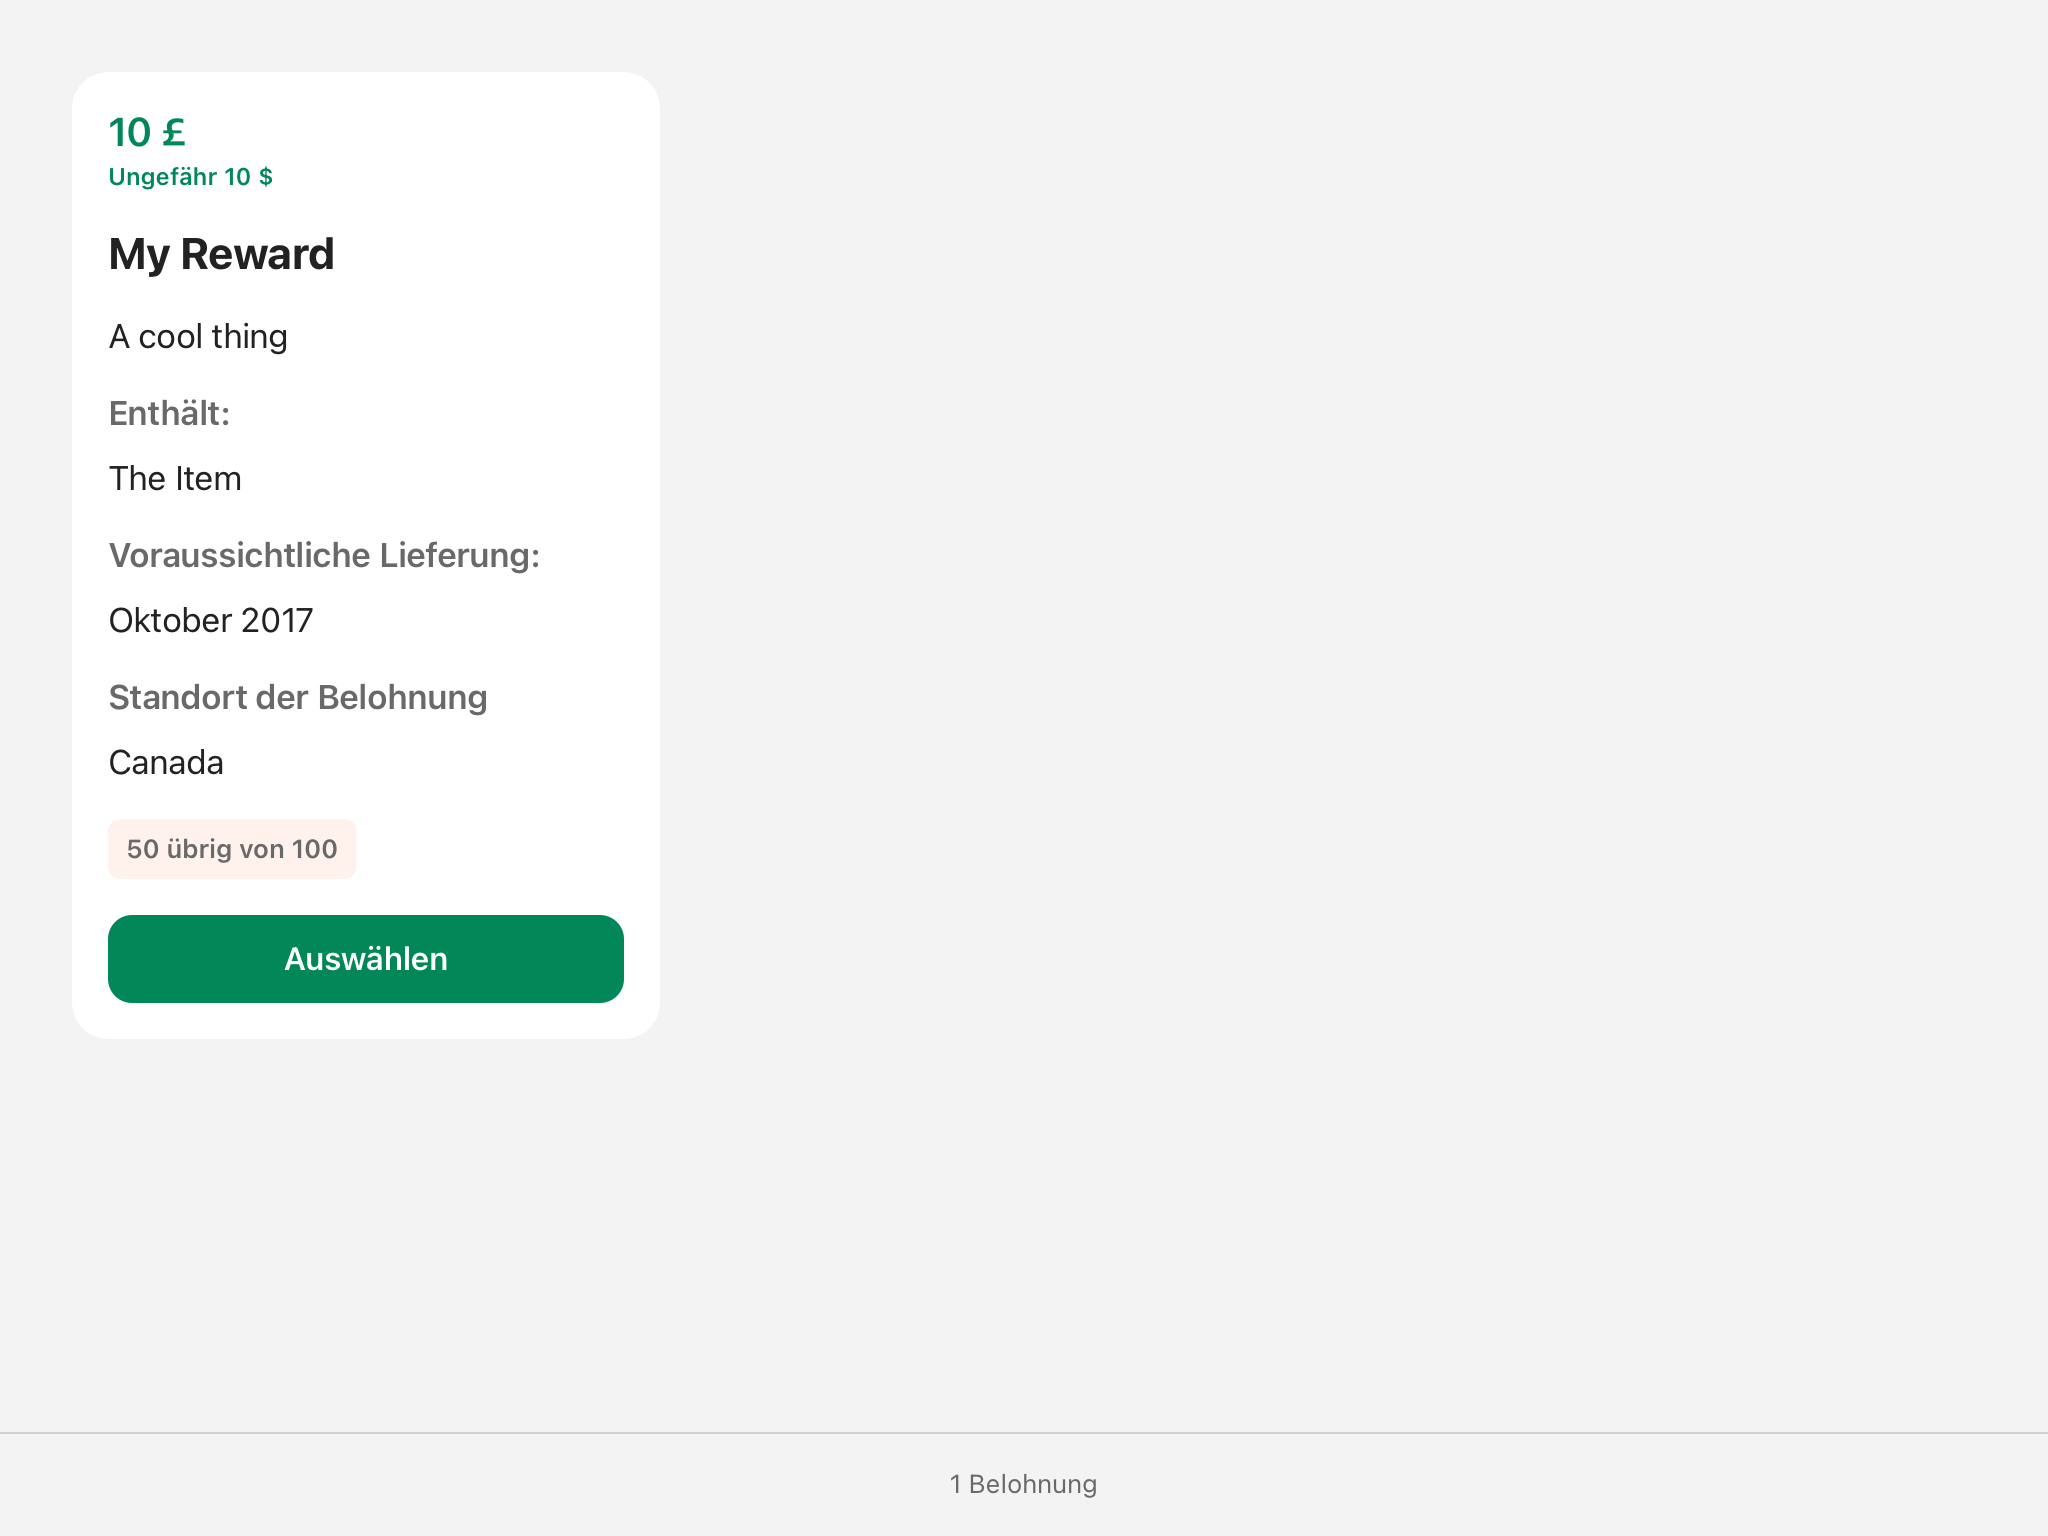 10 £
Ungefähr 10 $
My Reward
A cool thing
Enthält:
The Item
Voraussichtliche Lieferung:
Oktober 2017
Standort der Belohnung
Canada
50 übrig von 100
Auswählen
1 Belohnung